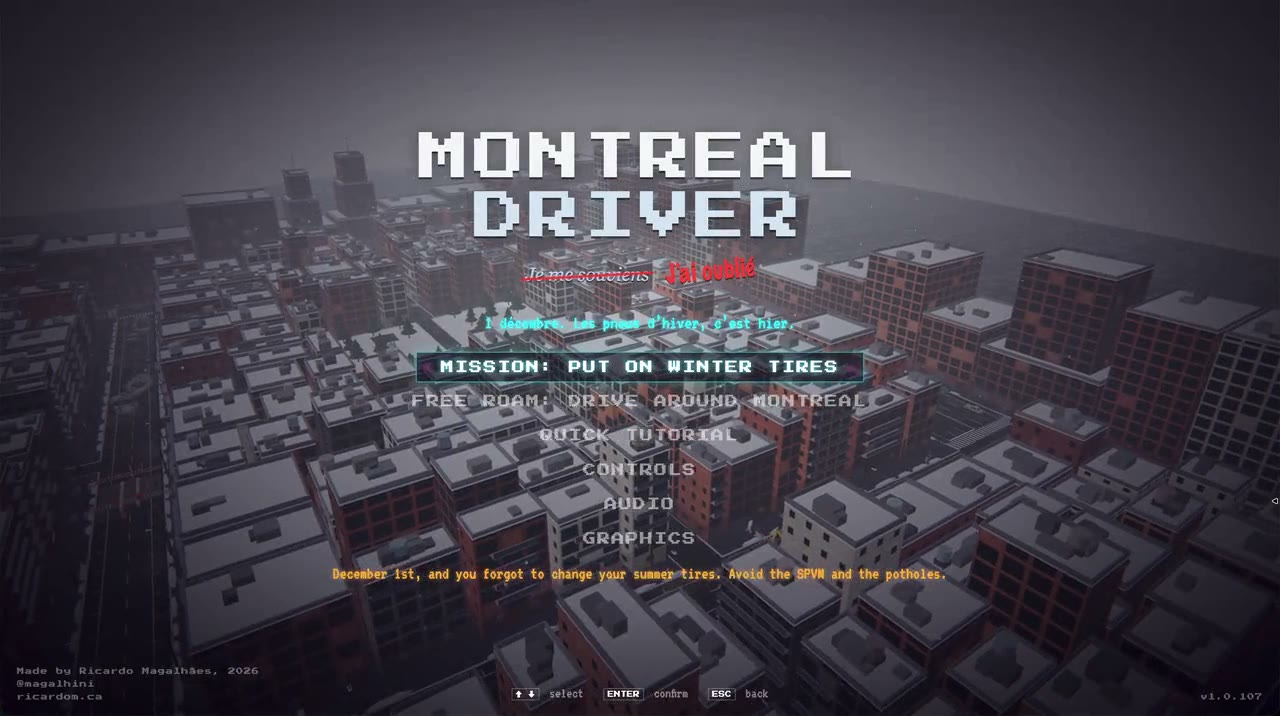 MONTREAL
DRIVER
Je me souviens J'ai oublié
1 décembre. Les pneus d'hiver, c'est hier.
MISSION: PUT ON WINTER TIRES
FREE ROAM: DRIVE AROUND MONTREAL
QUICK TUTORIAL
CONTROLS
AUDIO
GRAPHICS
December 1st, and you forgot to change your summer tires. Avoid the SPVM and the potholes.
Made by Ricardo Magalhães, 2026
@magalhini
ricardom.ca
↑ ↓ select ENTER confirm ESC back
v1.0.107